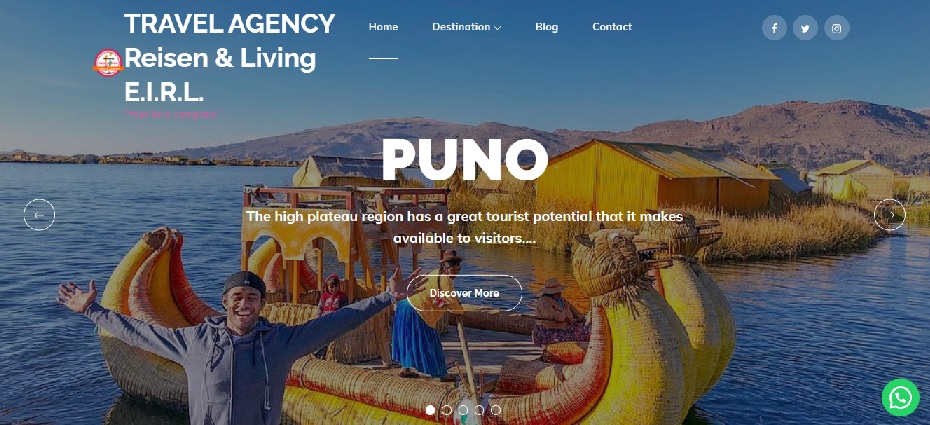 TRAVEL AGENCY
Reisen & Living
E.I.R.L.
Home
Destination
Blog
Contact
PUNO
The high plateau region has a great tourist potential that it makes
available to visitors....
Discover More